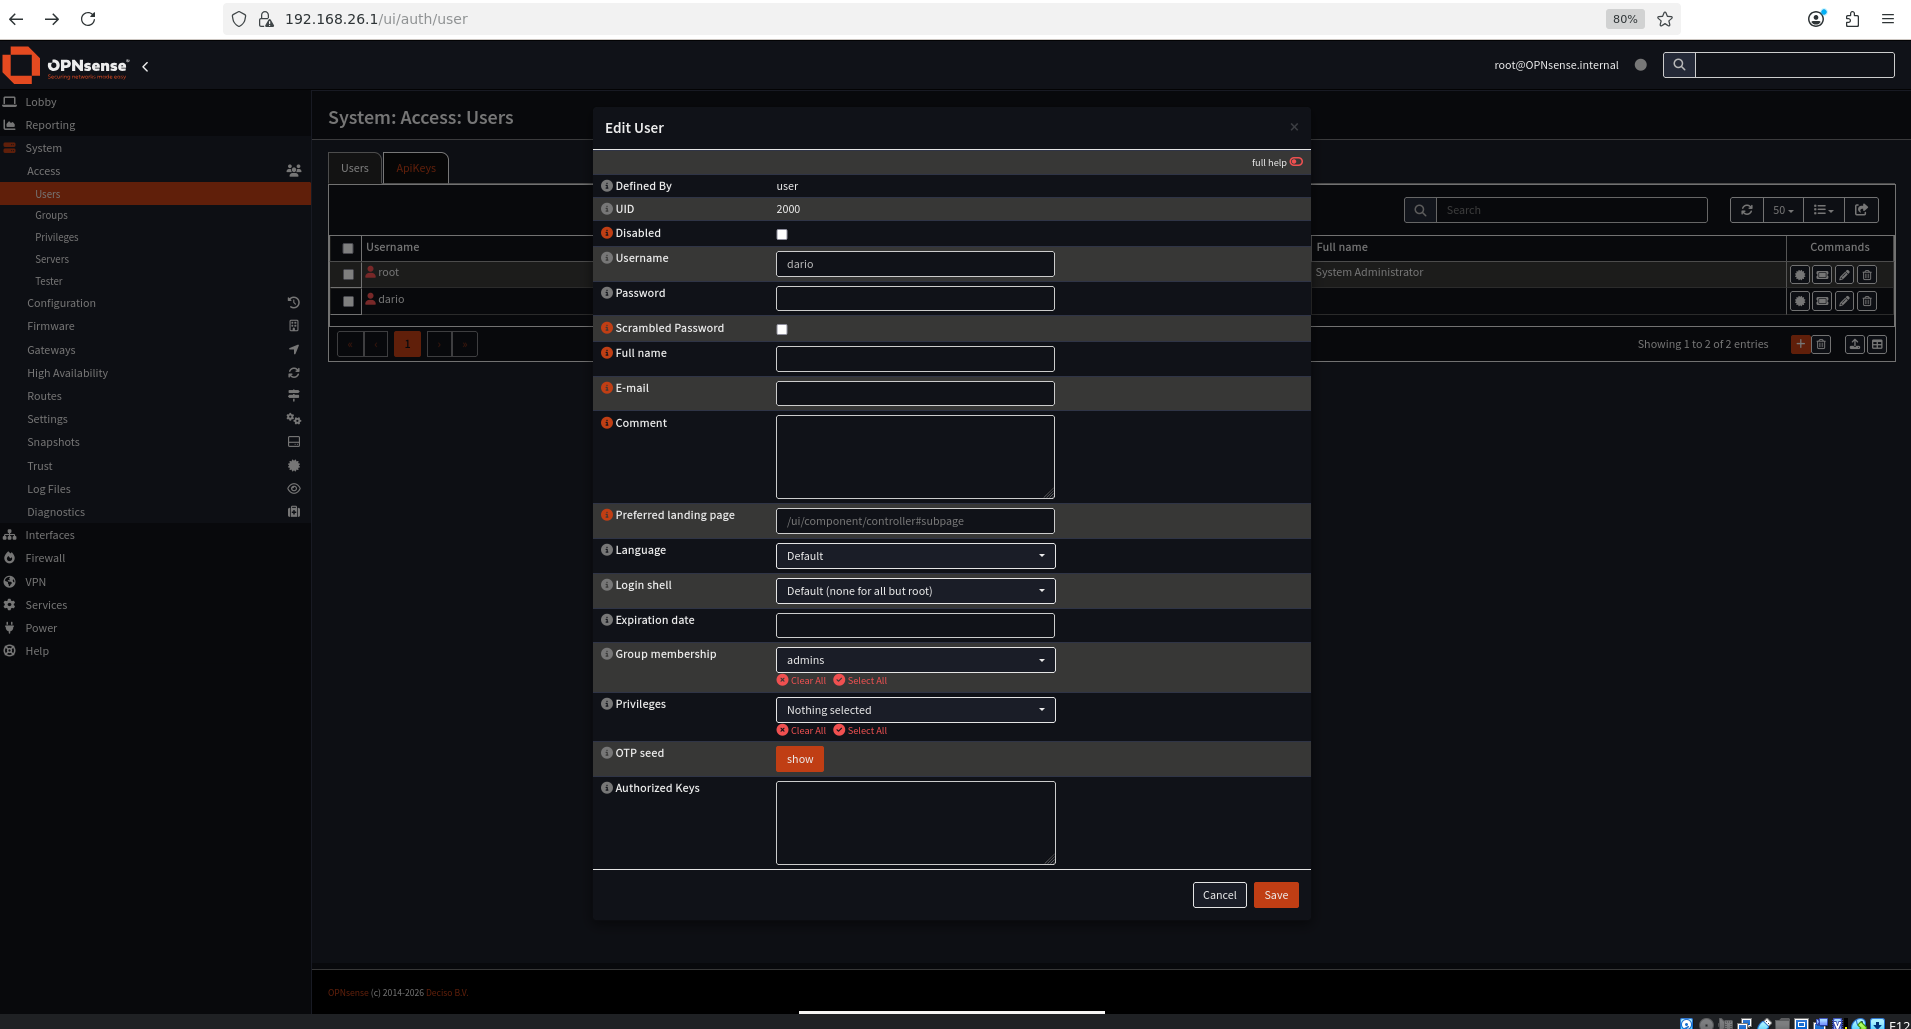 192.168.26.1/ui/auth/user
80%
OPNsense
Securing networks made easy
root@OPNsense.internal
Lobby
Reporting
System
Access
Users
Groups
Privileges
Servers
Tester
Configuration
Firmware
Gateways
High Availability
Routes
Settings
Snapshots
Trust
Log Files
Diagnostics
Interfaces
Firewall
VPN
Services
Power
Help
System: Access: Users
Users
ApiKeys
Search
50
Username
Full name
Commands
root
System Administrator
dario
« ‹ 1 › »
Showing 1 to 2 of 2 entries
Edit User
×
full help
Defined By
user
UID
2000
Disabled
Username
dario
Password
Scrambled Password
Full name
E-mail
Comment
Preferred landing page
/ui/component/controller#subpage
Language
Default
Login shell
Default (none for all but root)
Expiration date
Group membership
admins
Clear All Select All
Privileges
Nothing selected
Clear All Select All
OTP seed
show
Authorized Keys
Cancel
Save
OPNsense (c) 2014-2026 Deciso B.V.